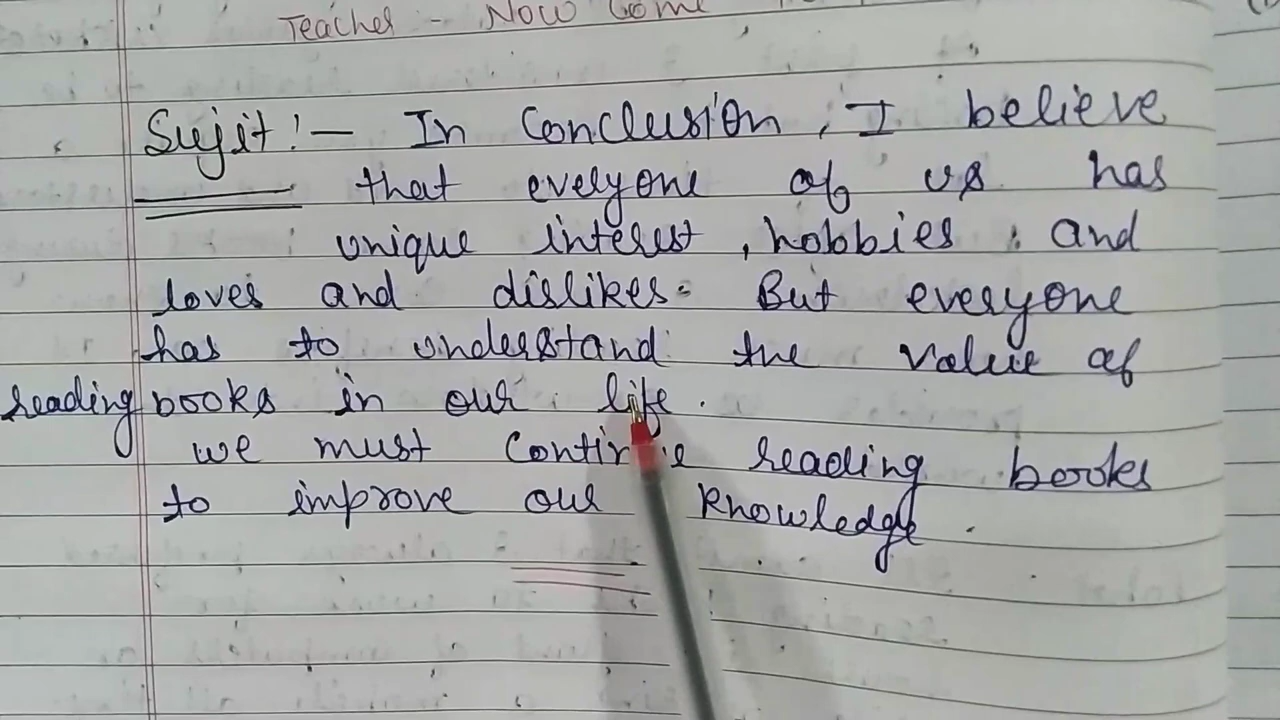 Teacher - Now Come
Sujit:- In Conclusion, I believe
that everyone of us has
unique interest, hobbies, and
loves and dislikes. But everyone
has to understand the value of
reading books in our life.
we must continue reading books
to improve our knowledge.